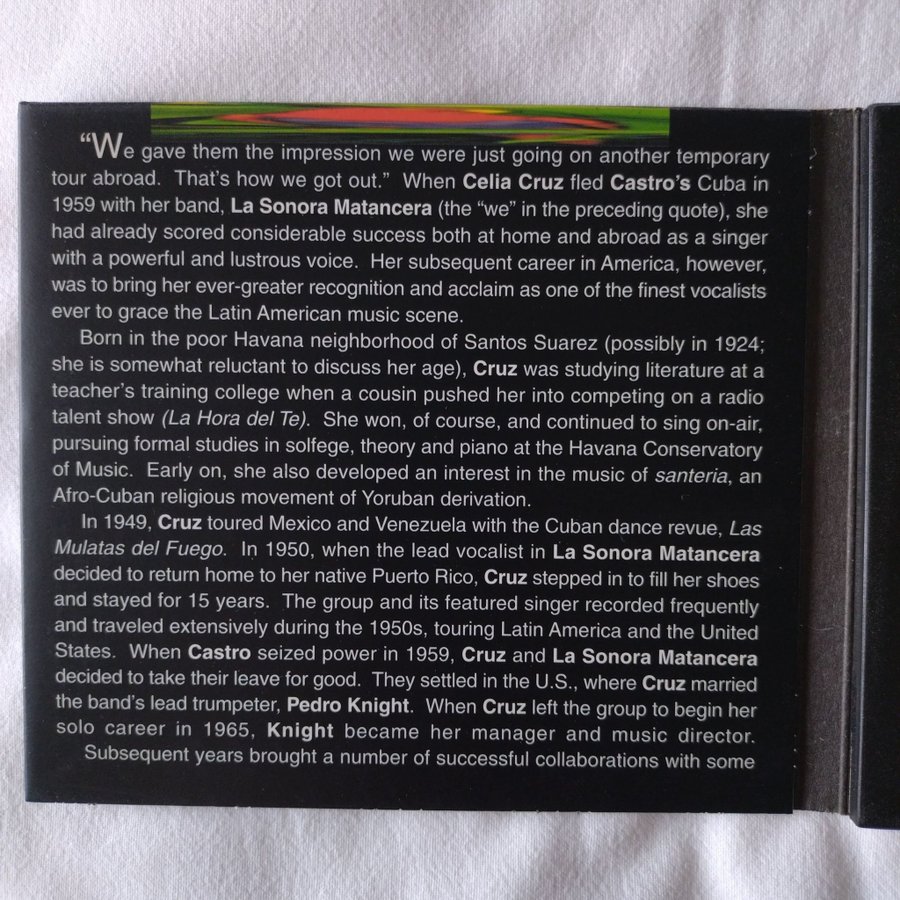 “We gave them the impression we were just going on another temporary
tour abroad. That’s how we got out.” When Celia Cruz fled Castro’s Cuba in
1959 with her band, La Sonora Matancera (the “we” in the preceding quote), she
had already scored considerable success both at home and abroad as a singer
with a powerful and lustrous voice. Her subsequent career in America, however,
was to bring her ever-greater recognition and acclaim as one of the finest vocalists
ever to grace the Latin American music scene.
Born in the poor Havana neighborhood of Santos Suarez (possibly in 1924;
she is somewhat reluctant to discuss her age), Cruz was studying literature at a
teacher’s training college when a cousin pushed her into competing on a radio
talent show (La Hora del Te). She won, of course, and continued to sing on-air,
pursuing formal studies in solfege, theory and piano at the Havana Conservatory
of Music. Early on, she also developed an interest in the music of santeria, an
Afro-Cuban religious movement of Yoruban derivation.
In 1949, Cruz toured Mexico and Venezuela with the Cuban dance revue, Las
Mulatas del Fuego. In 1950, when the lead vocalist in La Sonora Matancera
decided to return home to her native Puerto Rico, Cruz stepped in to fill her shoes
and stayed for 15 years. The group and its featured singer recorded frequently
and traveled extensively during the 1950s, touring Latin America and the United
States. When Castro seized power in 1959, Cruz and La Sonora Matancera
decided to take their leave for good. They settled in the U.S., where Cruz married
the band’s lead trumpeter, Pedro Knight. When Cruz left the group to begin her
solo career in 1965, Knight became her manager and music director.
Subsequent years brought a number of successful collaborations with some